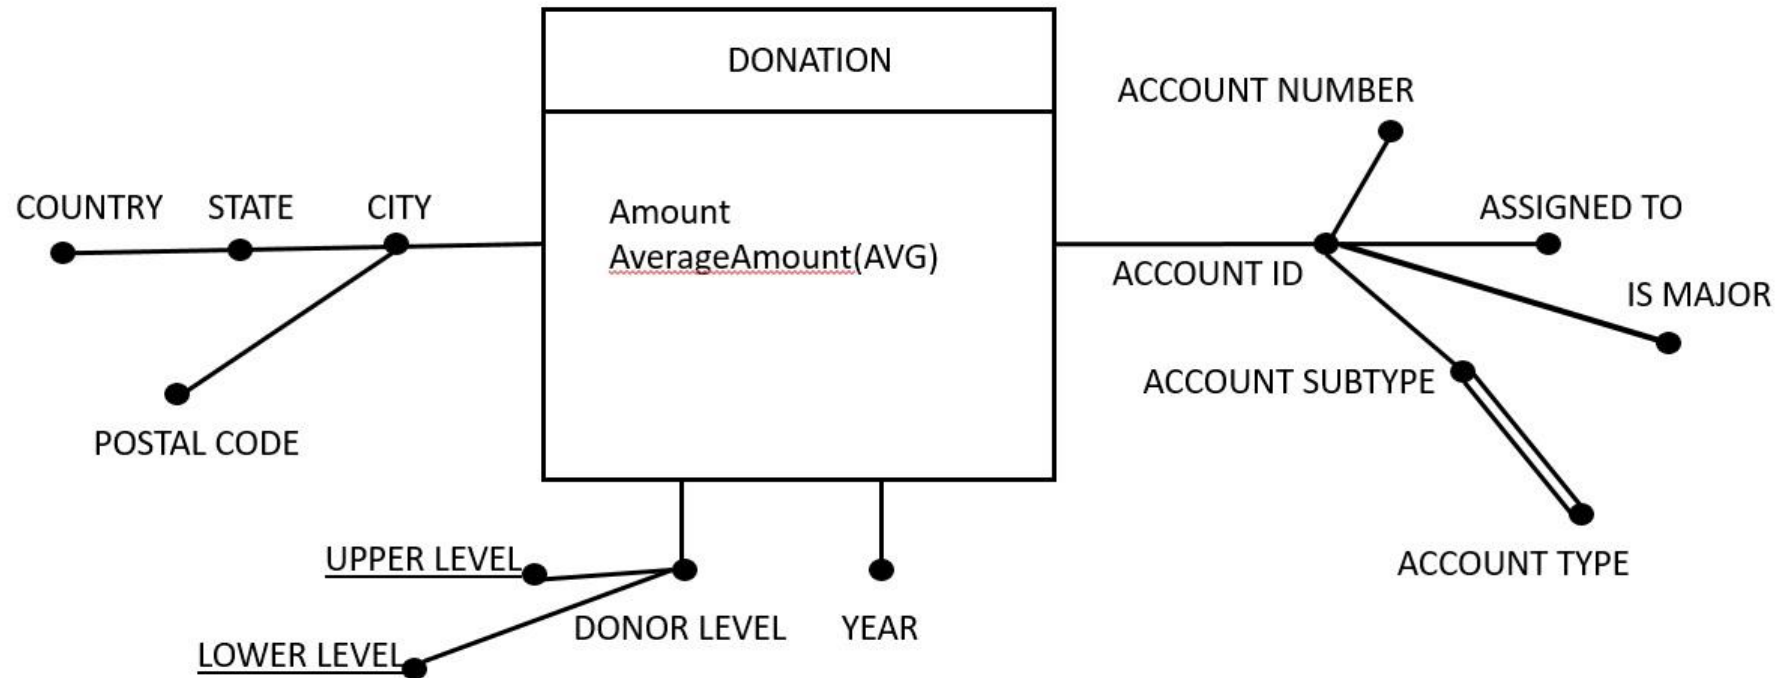 DONATION
ACCOUNT NUMBER
COUNTRY
STATE
CITY
Amount
AverageAmount(AVG)
ASSIGNED TO
ACCOUNT ID
IS MAJOR
ACCOUNT SUBTYPE
POSTAL CODE
UPPER LEVEL
ACCOUNT TYPE
DONOR LEVEL
YEAR
LOWER LEVEL